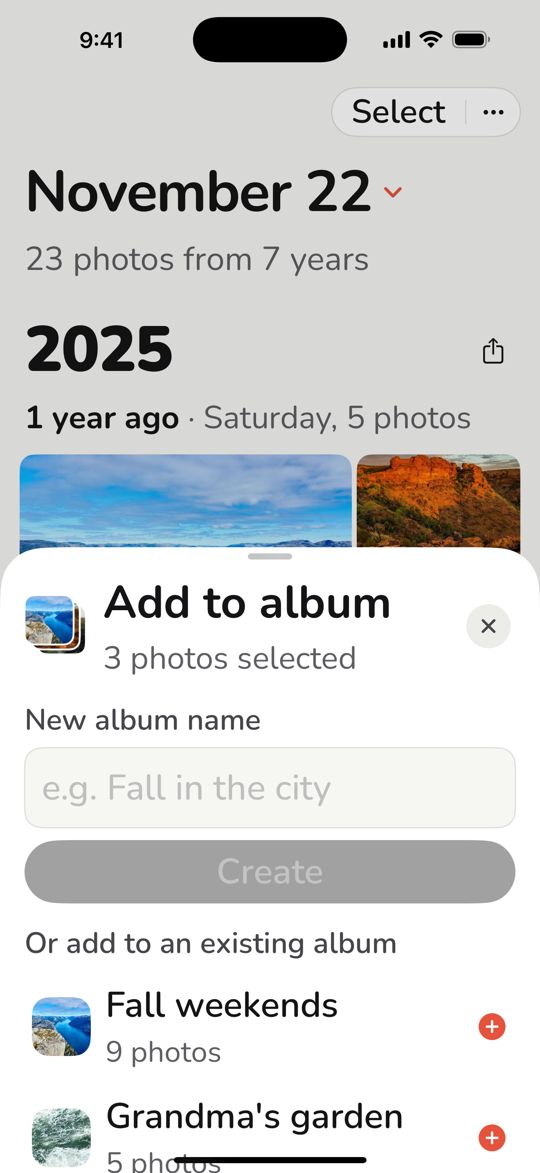 9:41
Select
November 22
23 photos from 7 years
2025
1 year ago · Saturday, 5 photos
Add to album
3 photos selected
New album name
e.g. Fall in the city
Create
Or add to an existing album
Fall weekends
9 photos
Grandma's garden
5 photos